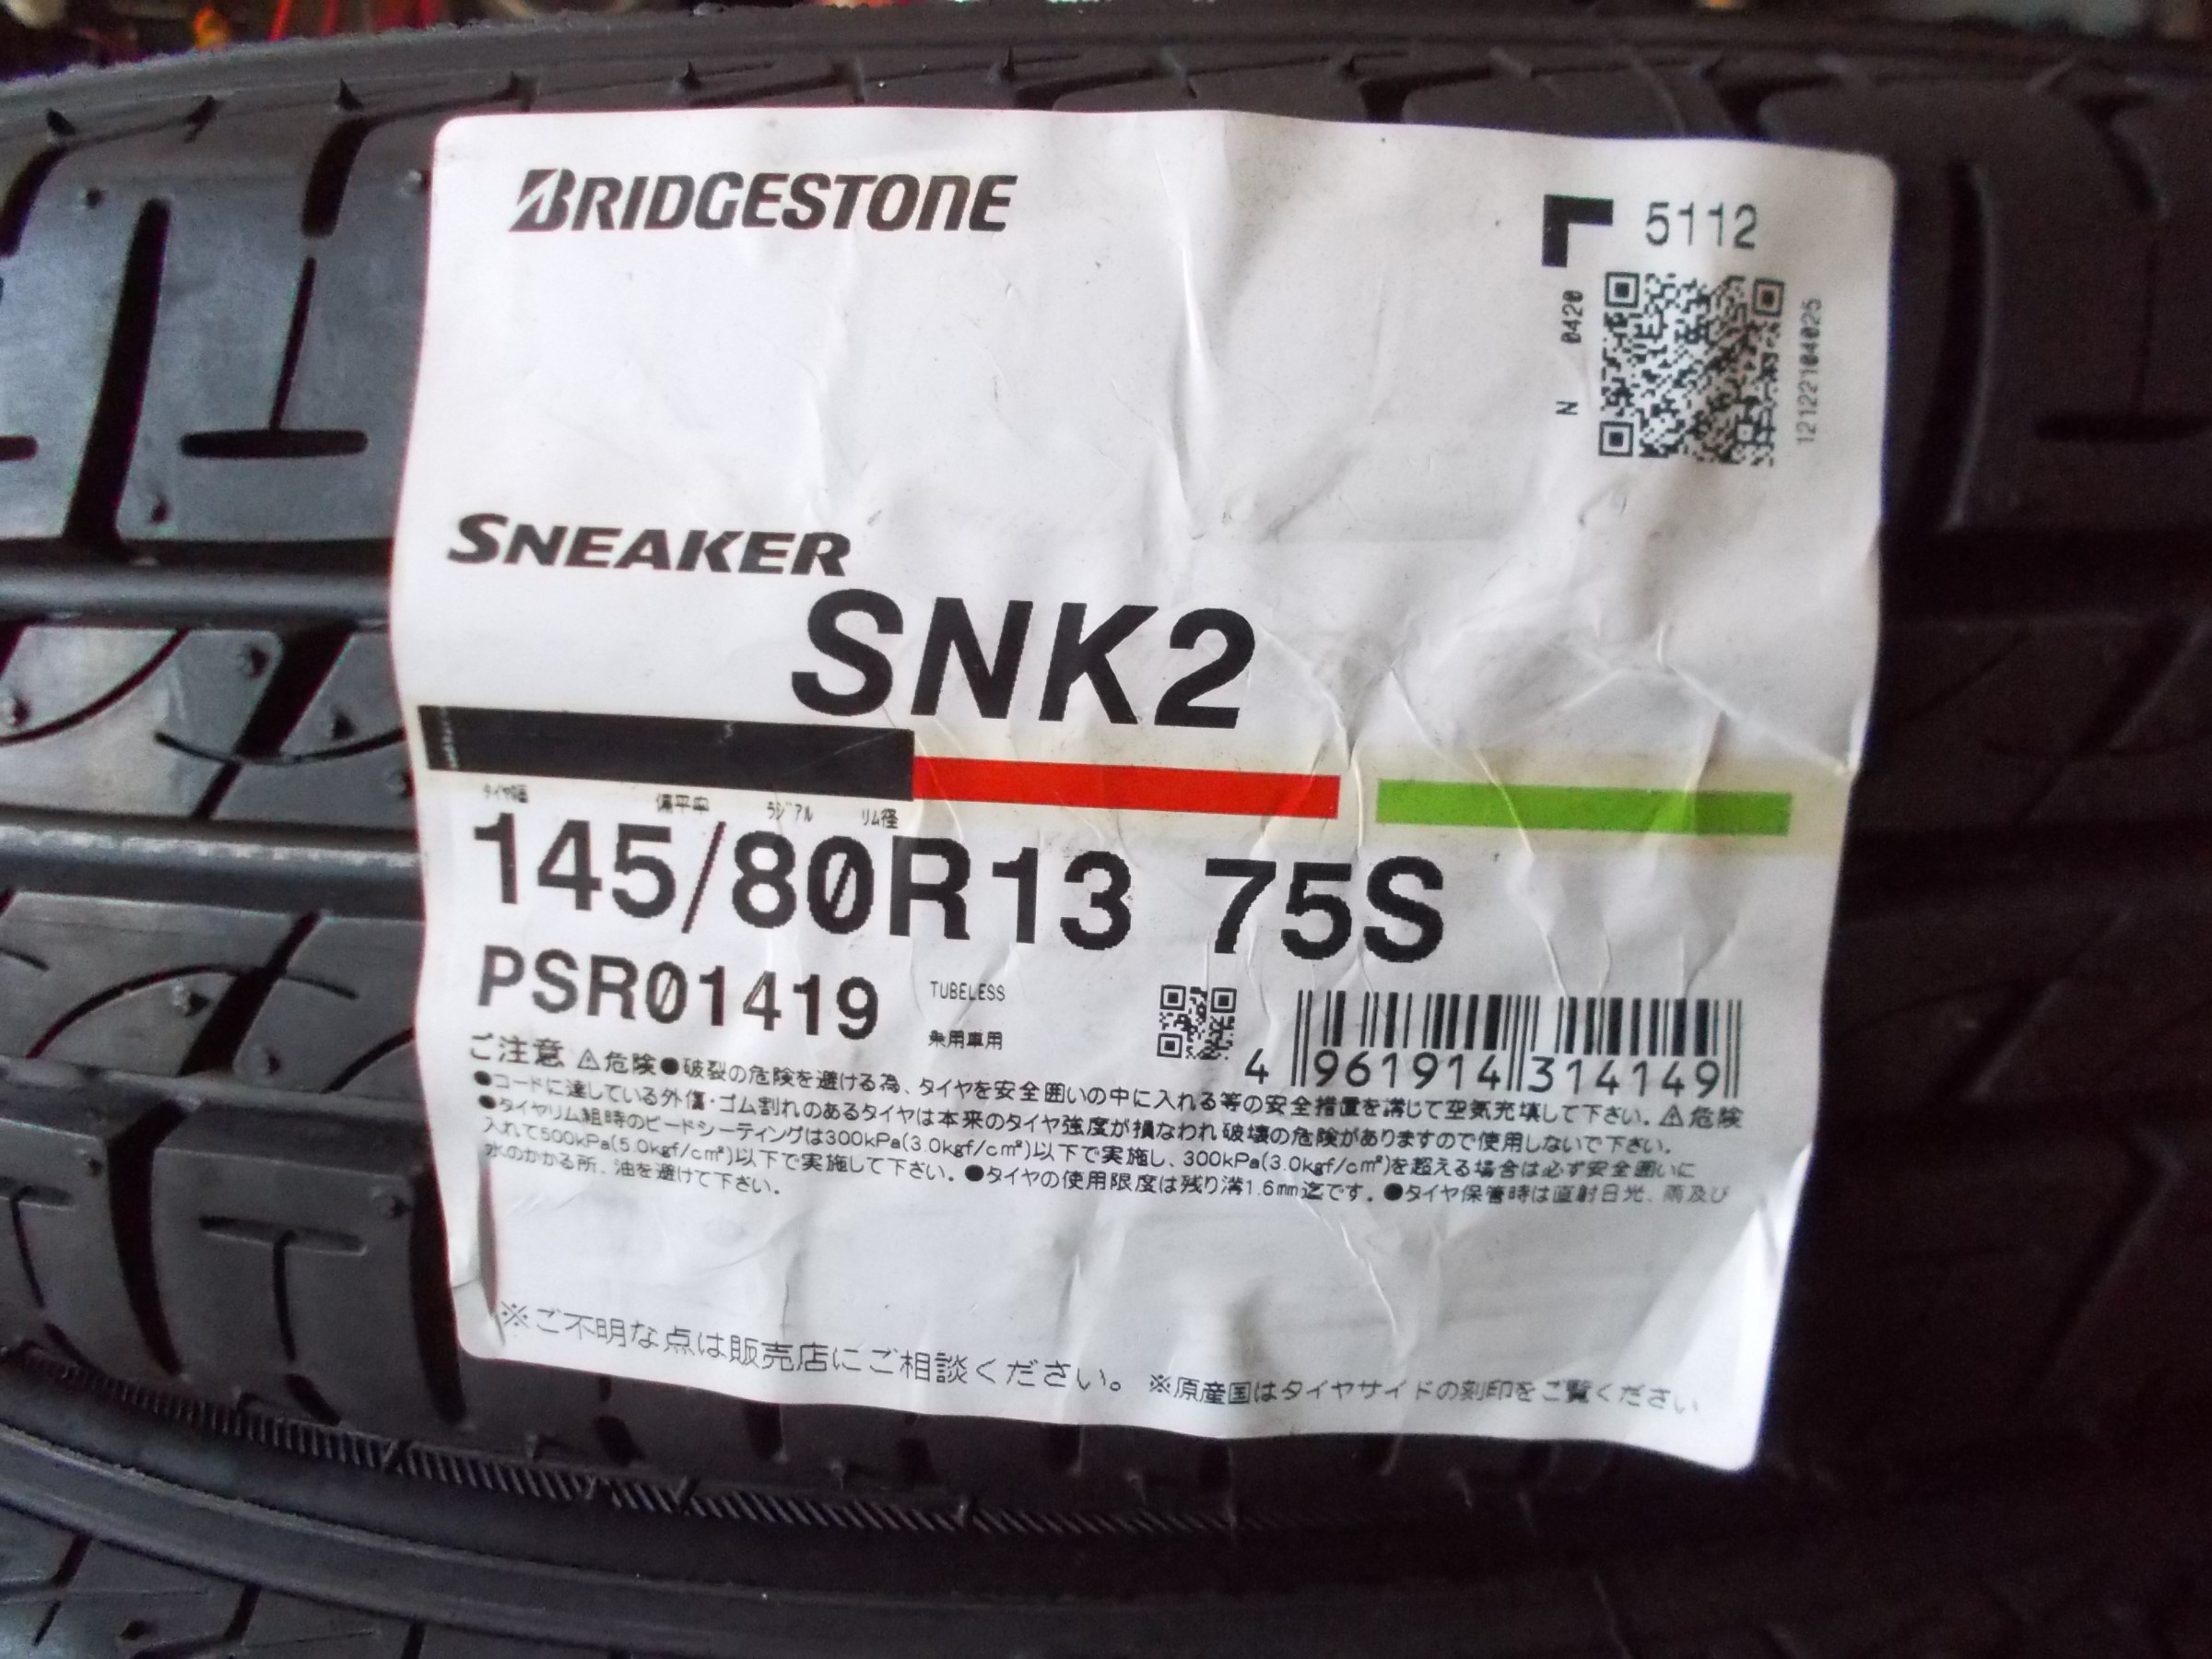 BRIDGESTONE
5112
N 0420
12122104025
SNEAKER
SNK2
タイヤ幅 偏平率 ラジアル リム径
145/80R13 75S
PSR01419
TUBELESS
乗用車用
4 961914 314149
ご注意 ⚠危険●破裂の危険を避ける為、タイヤを安全囲いの中に入れる等の安全措置を講じて空気充填して下さい。⚠危険
●コードに達している外傷・ゴム割れのあるタイヤは本来のタイヤ強度が損なわれ破壊の危険がありますので使用しないで下さい。
●タイヤリム組時のビードシーティングは300kPa(3.0kgf/cm²)以下で実施し、300kPa(3.0kgf/cm²)を超える場合は必ず安全囲いに
入れて500kPa(5.0kgf/cm²)以下で実施して下さい。●タイヤの使用限度は残り溝1.6mm迄です。●タイヤ保管時は直射日光、雨及び
水のかかる所、油を避けて下さい。
※ご不明な点は販売店にご相談ください。※原産国はタイヤサイドの刻印をご覧ください